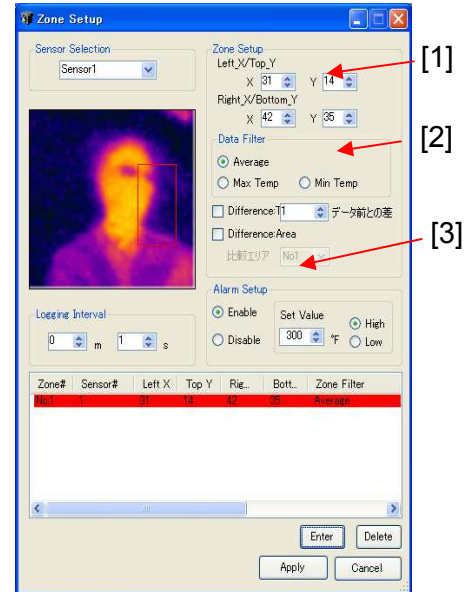 Zone Setup
Sensor Selection
Sensor1
Zone Setup
Left_X/Top_Y
X 31 Y 14
Right_X/Bottom_Y
X 42 Y 35
Data Filter
Average
Max Temp Min Temp
Difference:T 1 データ前との差
Difference:Area
比較エリア No1
[1]
[2]
[3]
Logging Interval
0 m 1 s
Alarm Setup
Enable
Disable
Set Value
300 °F
High
Low
Zone# Sensor# Left X Top Y Rig... Bott... Zone Filter
No.1 1 31 14 42 35 Average
Enter Delete
Apply Cancel